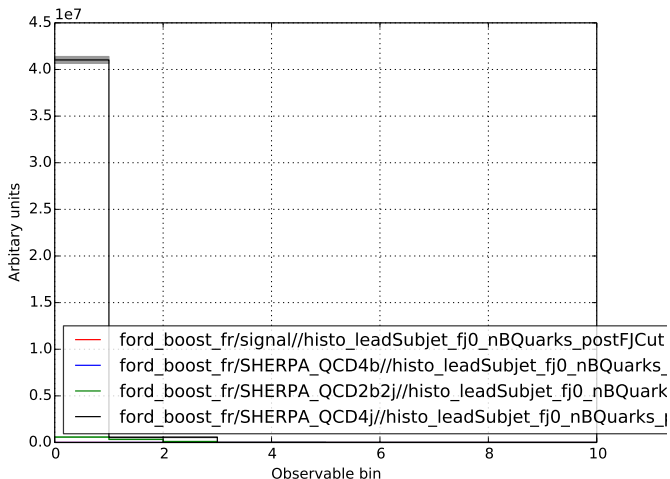 1e7
4.5
4.0
3.5
3.0
2.5
2.0
1.5
1.0
0.5
0.0
Arbitary units
ford_boost_fr/signal//histo_leadSubjet_fj0_nBQuarks_postFJCut
ford_boost_fr/SHERPA_QCD4b//histo_leadSubjet_fj0_nBQuarks_
ford_boost_fr/SHERPA_QCD2b2j//histo_leadSubjet_fj0_nBQuark
ford_boost_fr/SHERPA_QCD4j//histo_leadSubjet_fj0_nBQuarks_p
0 2 4 6 8 10
Observable bin